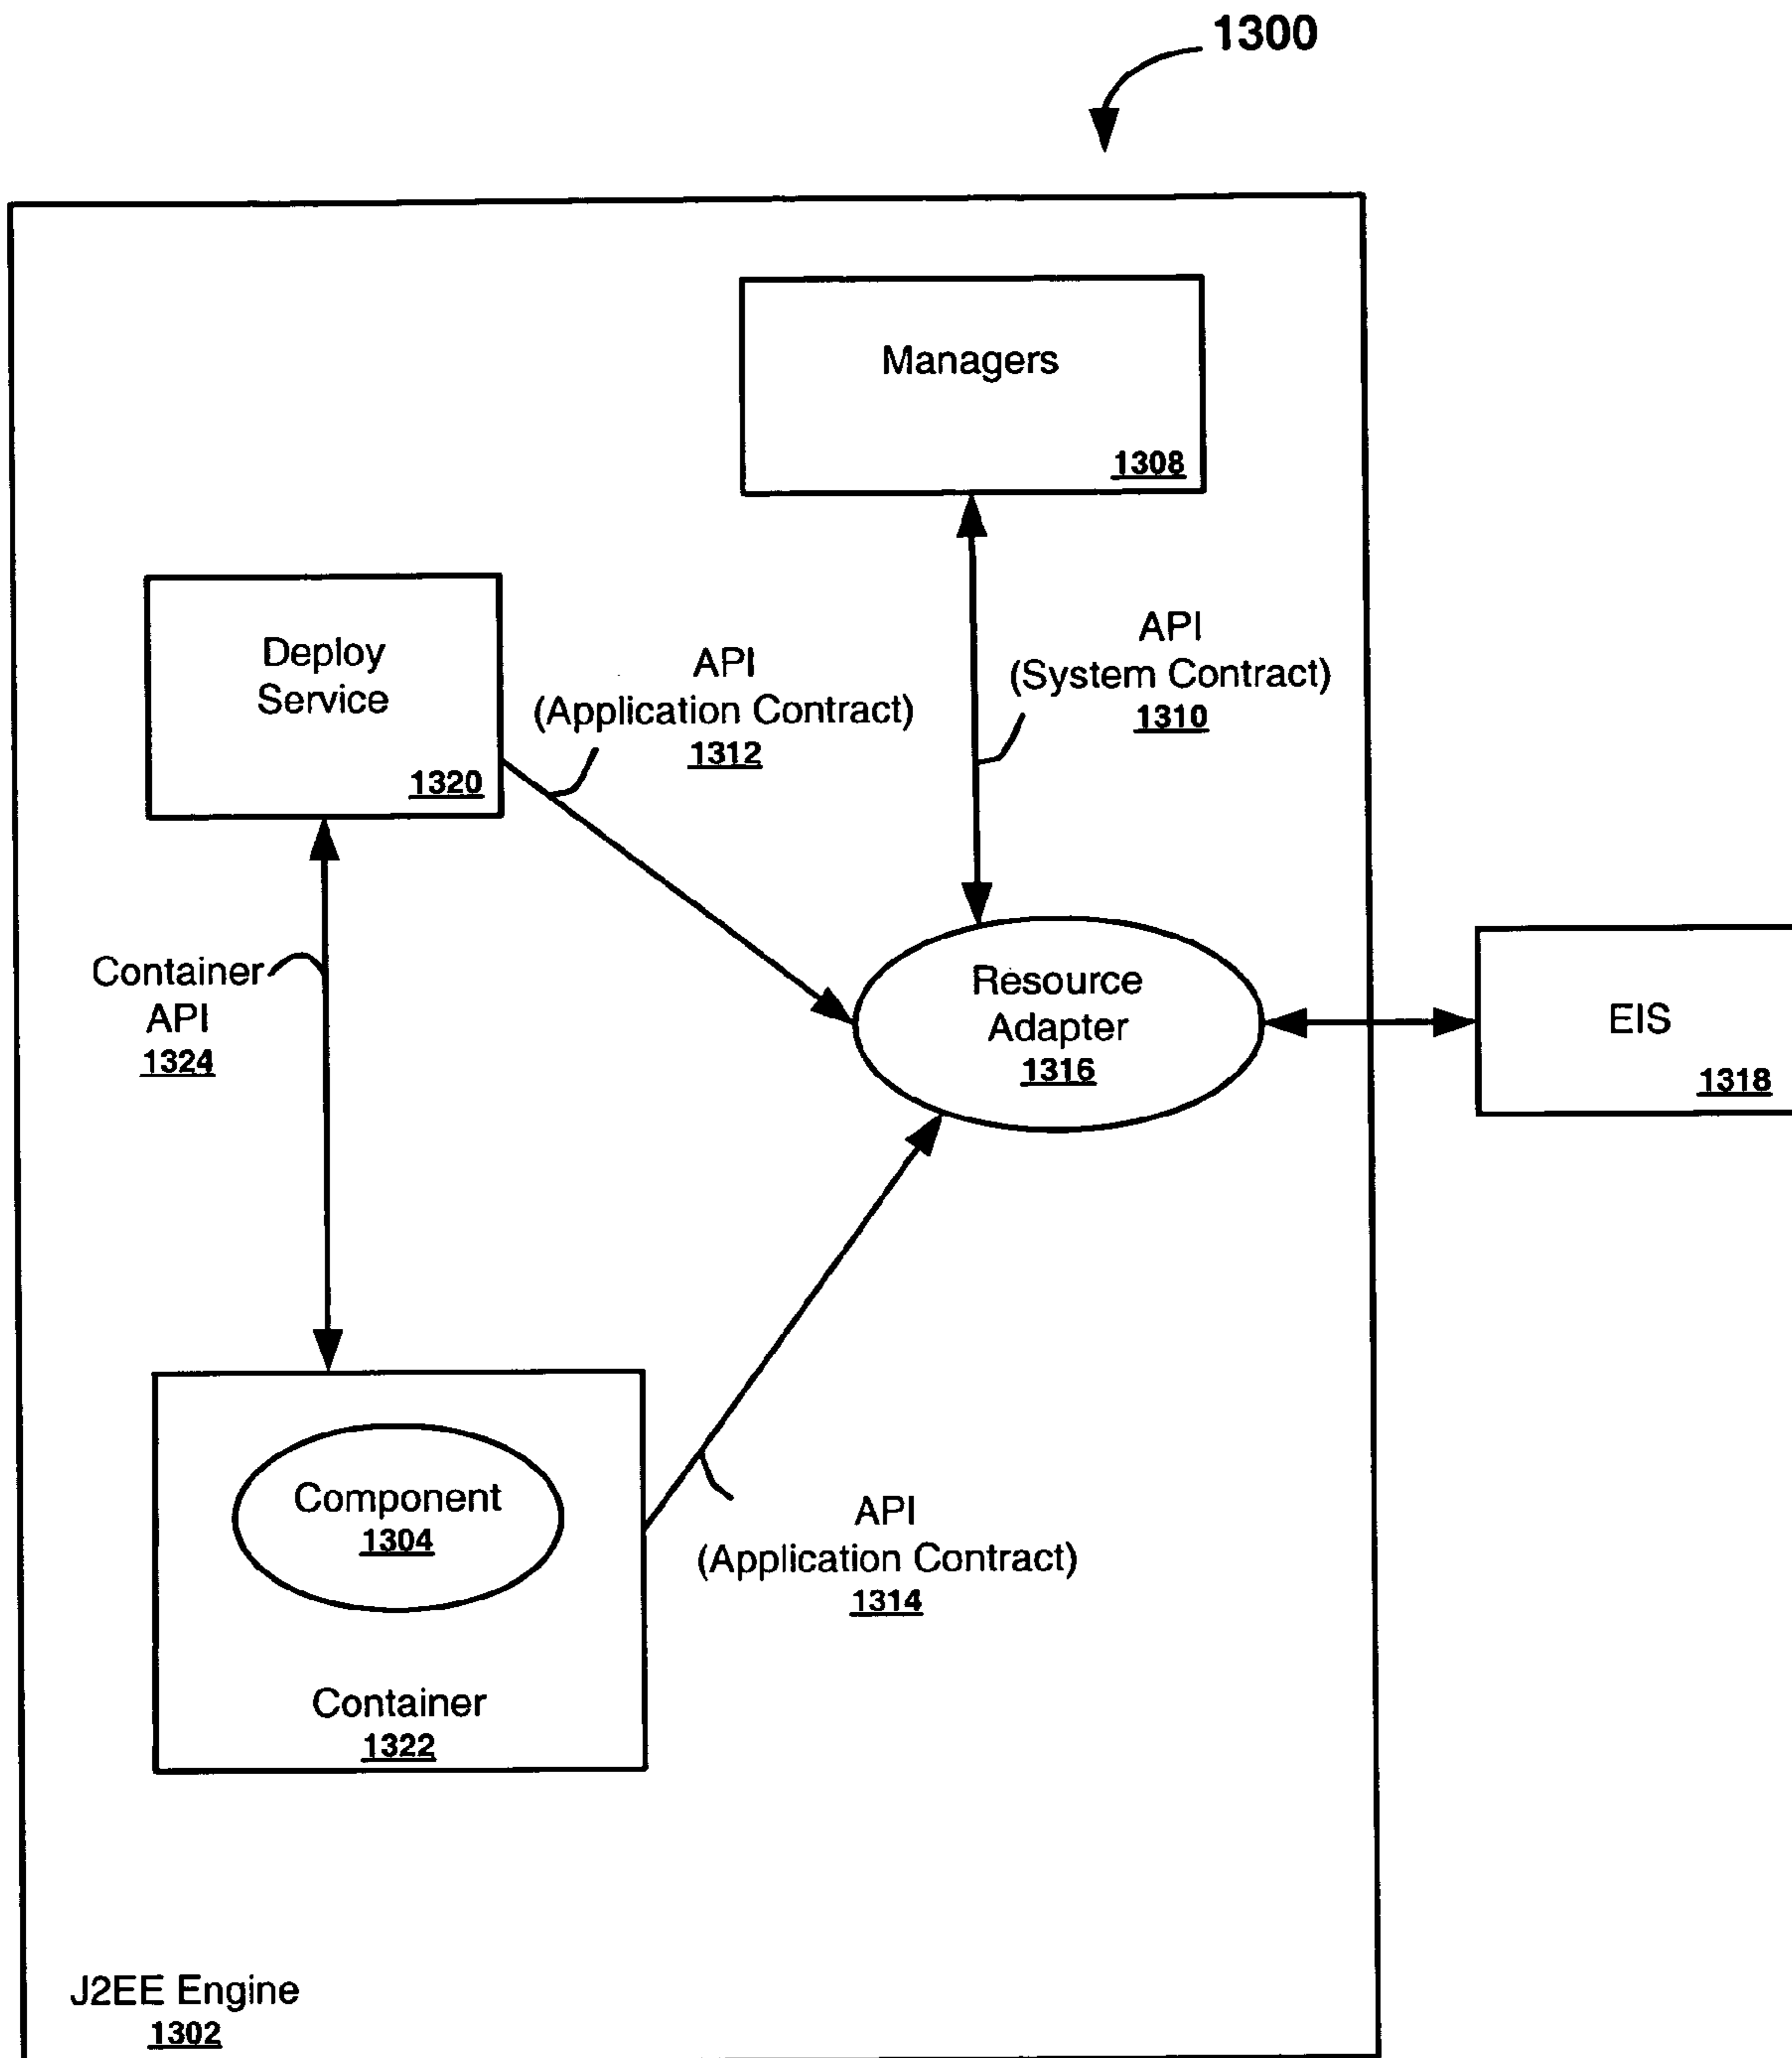 1300
Managers
1308
Deploy
Service
1320
API
(Application Contract)
1312
API
(System Contract)
1310
Container
API
1324
Resource
Adapter
1316
EIS
1318
Component
1304
Container
1322
API
(Application Contract)
1314
J2EE Engine
1302